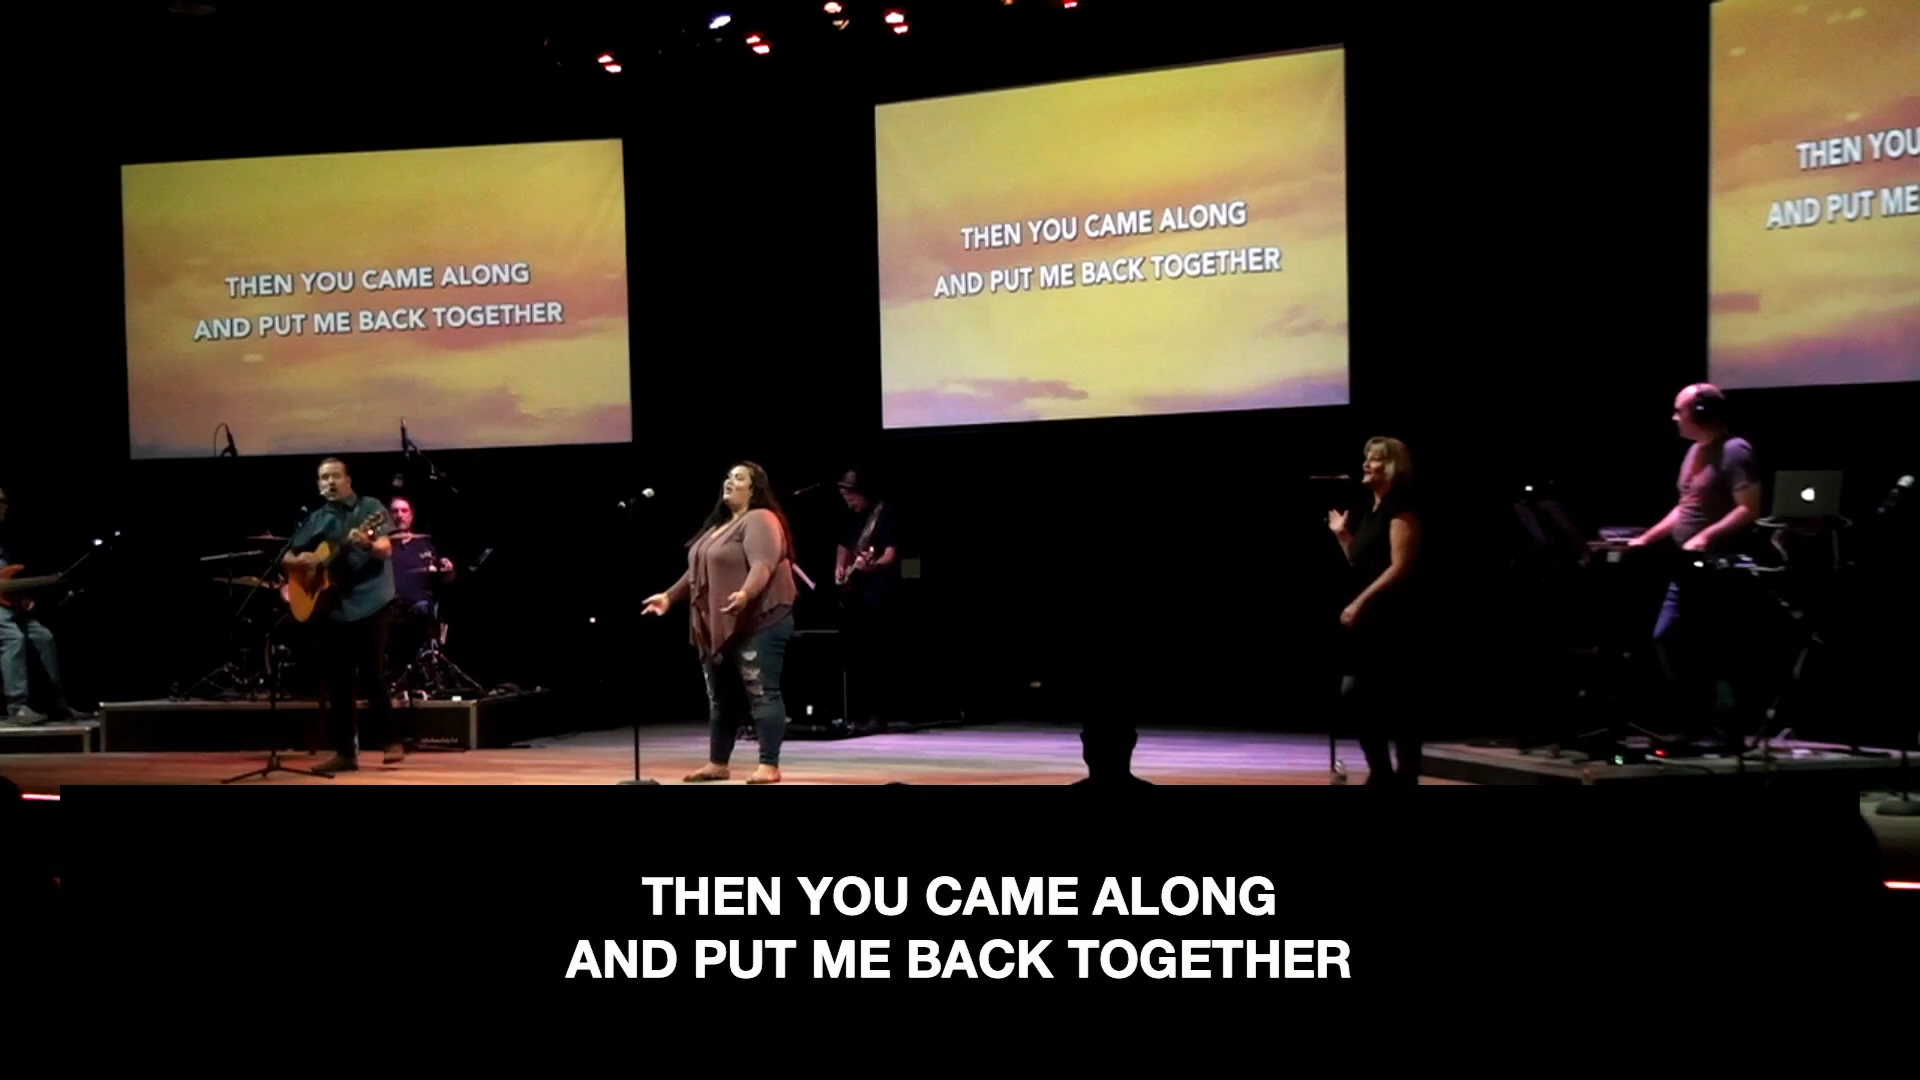 THEN YOU CAME ALONG
AND PUT ME BACK TOGETHER
THEN YOU CAME ALONG
AND PUT ME BACK TOGETHER
THEN YOU
AND PUT ME
THEN YOU CAME ALONG
AND PUT ME BACK TOGETHER